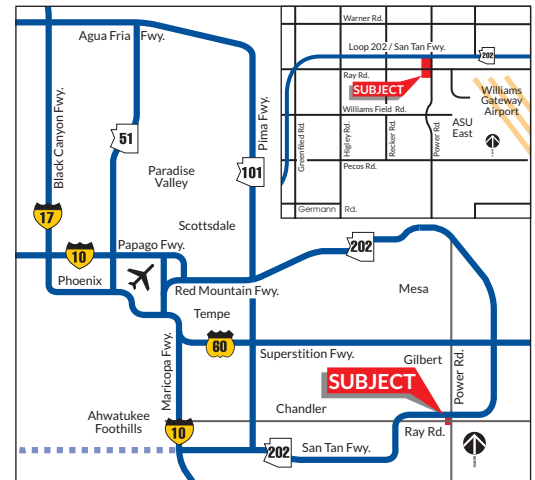 Warner Rd.
Agua Fria Fwy.
Loop 202 / San Tan Fwy.
202
Ray Rd.
SUBJECT
Williams
Gateway
Airport
Williams Field Rd.
ASU
East
Greenfiled Rd.
Higley Rd.
Recker Rd.
Power Rd.
Pecos Rd.
Germann Rd.
Black Canyon Fwy.
51
Pima Fwy.
101
Paradise
Valley
17
Scottsdale
Papago Fwy.
10
202
Phoenix
Red Mountain Fwy.
Mesa
Tempe
60
Maricopa Fwy.
Superstition Fwy.
Gilbert
Power Rd.
SUBJECT
Chandler
Ahwatukee
Foothills
10
Ray Rd.
202
San Tan Fwy.